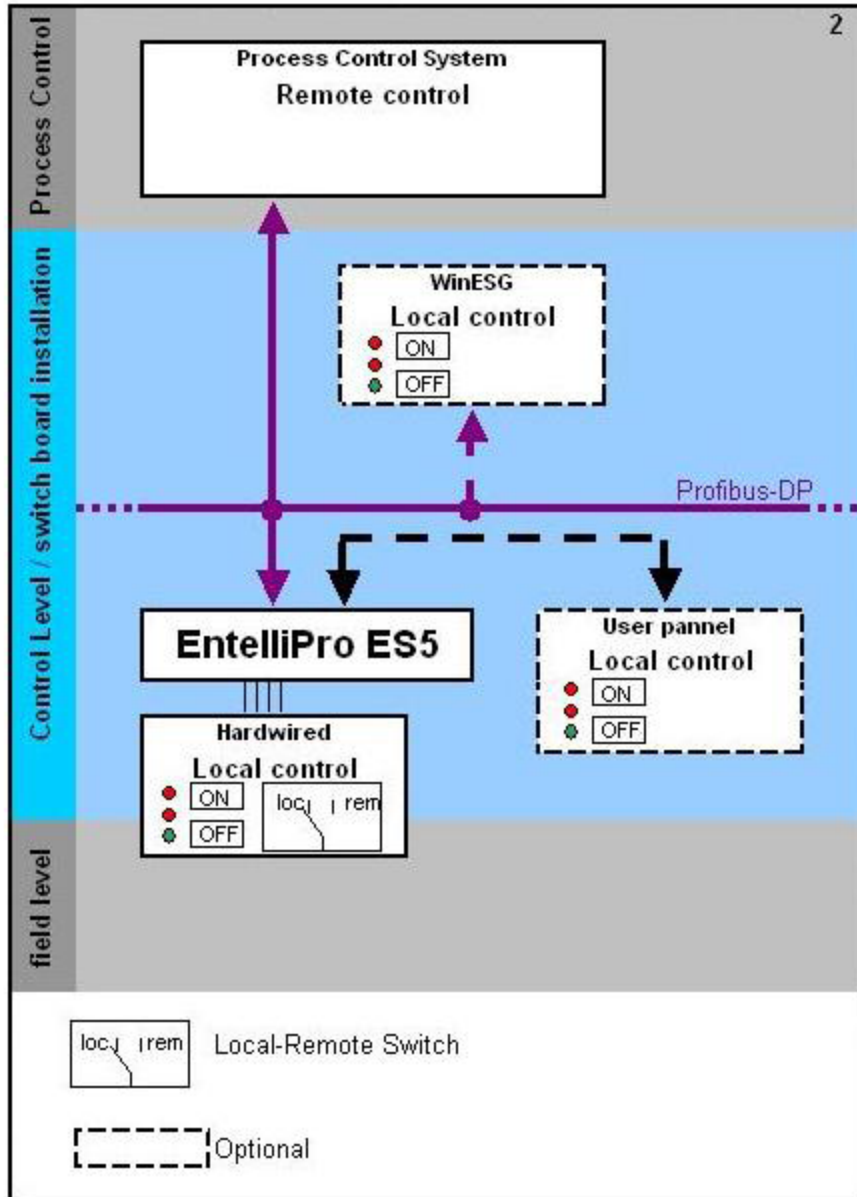 2
Process Control
Process Control System
Remote control
Control Level / switch board installation
WinESG
Local control
ON
OFF
Profibus-DP
EntelliPro ES5
User pannel
Local control
ON
OFF
Hardwired
Local control
ON
OFF
loc rem
field level
loc rem
Local-Remote Switch
Optional